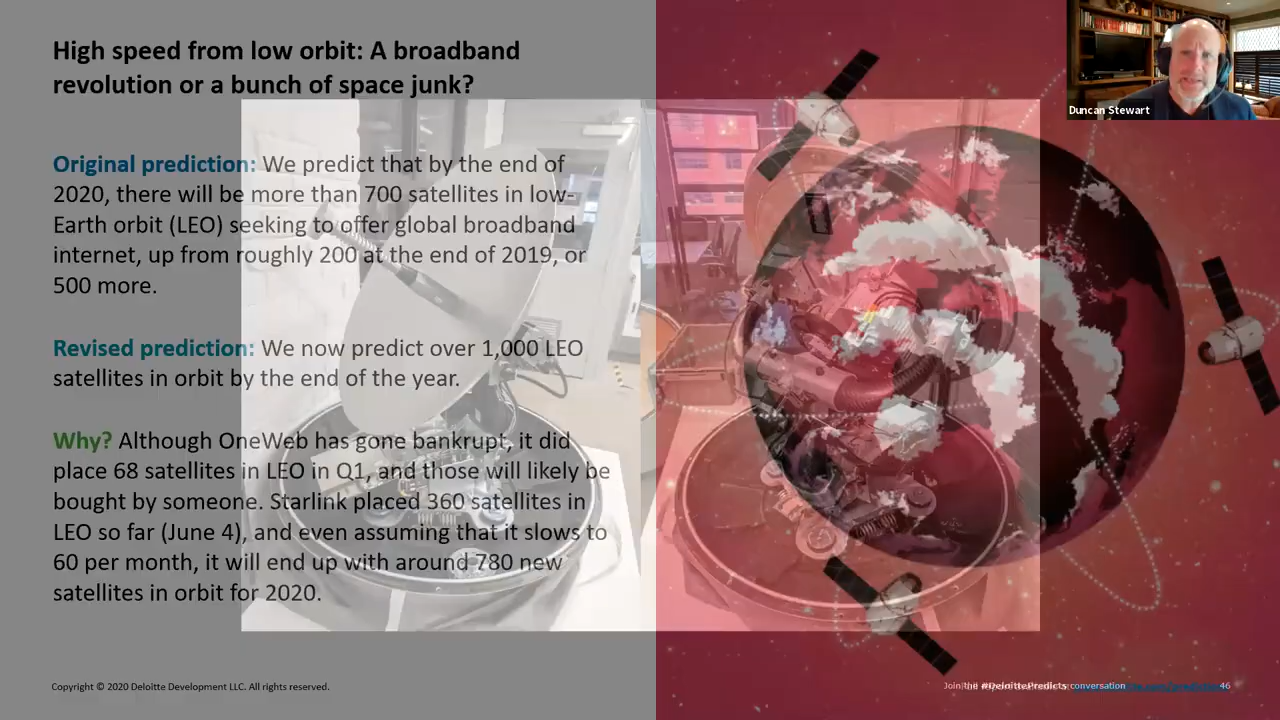 High speed from low orbit: A broadband
revolution or a bunch of space junk?
Duncan Stewart
Original prediction: We predict that by the end of
2020, there will be more than 700 satellites in low-
Earth orbit (LEO) seeking to offer global broadband
internet, up from roughly 200 at the end of 2019, or
500 more.
Revised prediction: We now predict over 1,000 LEO
satellites in orbit by the end of the year.
Why? Although OneWeb has gone bankrupt, it did
place 68 satellites in LEO in Q1, and those will likely be
bought by someone. Starlink placed 360 satellites in
LEO so far (June 4), and even assuming that it slows to
60 per month, it will end up with around 780 new
satellites in orbit for 2020.
Copyright © 2020 Deloitte Development LLC. All rights reserved.
#DeloittePredicts conversation
46